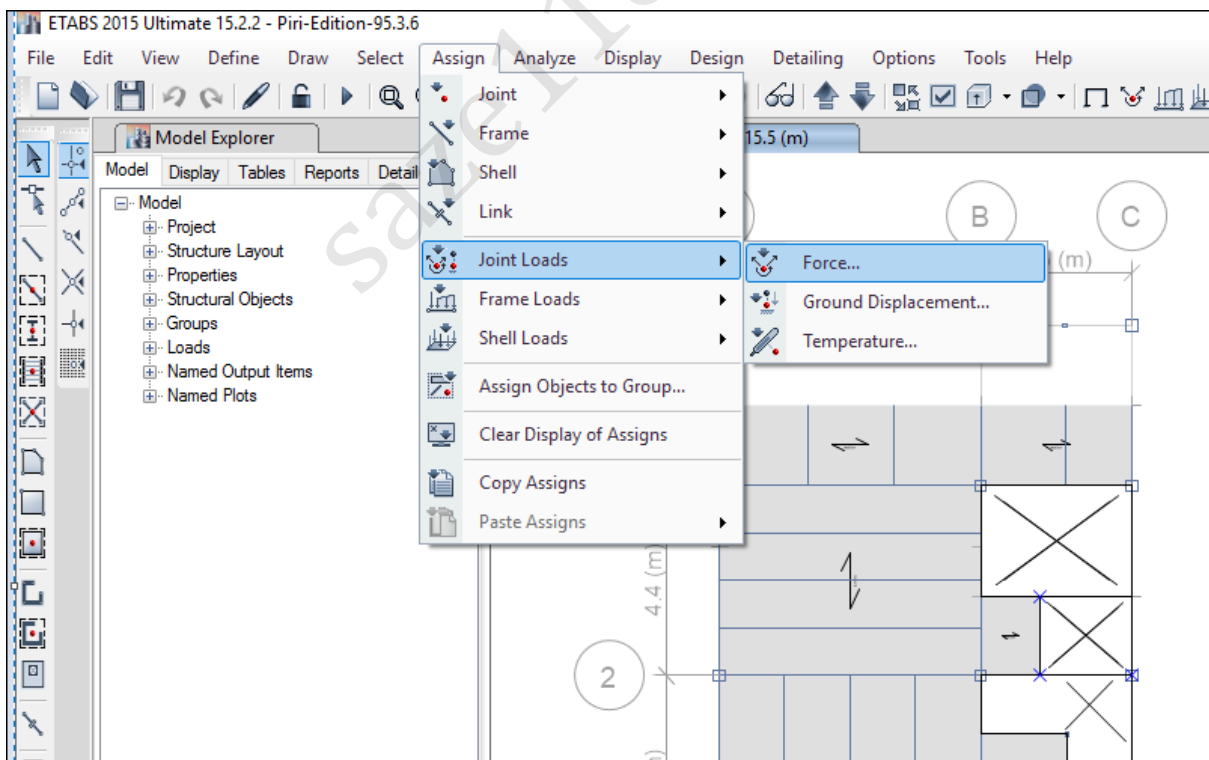 ETABS 2015 Ultimate 15.2.2 - Piri-Edition-95.3.6
File Edit View Define Draw Select Assign Analyze Display Design Detailing Options Tools Help
Model Explorer
15.5 (m)
Model Display Tables Reports Detail
Model
Project
Structure Layout
Properties
Structural Objects
Groups
Loads
Named Output Items
Named Plots
Joint
Frame
Shell
Link
Joint Loads
Frame Loads
Shell Loads
Assign Objects to Group...
Clear Display of Assigns
Copy Assigns
Paste Assigns
Force...
Ground Displacement...
Temperature...
B
C
(m)
4.4 (m)
2